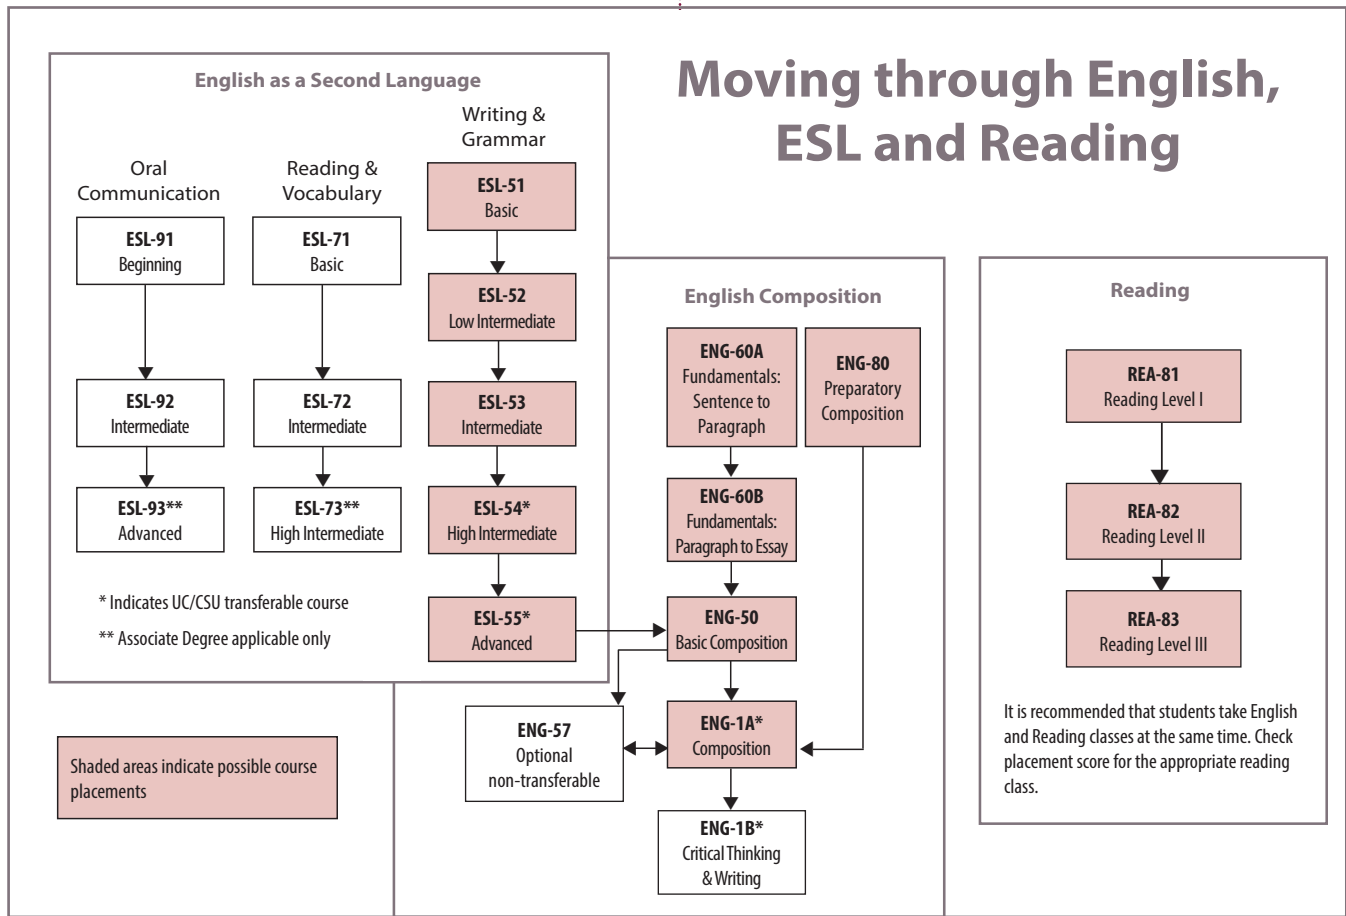 Moving through English,
ESL and Reading
English as a Second Language
Oral
Communication
ESL-91
Beginning
ESL-92
Intermediate
ESL-93**
Advanced
Reading &
Vocabulary
ESL-71
Basic
ESL-72
Intermediate
ESL-73**
High Intermediate
Writing &
Grammar
ESL-51
Basic
ESL-52
Low Intermediate
ESL-53
Intermediate
ESL-54*
High Intermediate
ESL-55*
Advanced
* Indicates UC/CSU transferable course
** Associate Degree applicable only
Shaded areas indicate possible course
placements
English Composition
ENG-60A
Fundamentals:
Sentence to
Paragraph
ENG-80
Preparatory
Composition
ENG-60B
Fundamentals:
Paragraph to Essay
ENG-50
Basic Composition
ENG-57
Optional
non-transferable
ENG-1A*
Composition
ENG-1B*
Critical Thinking
& Writing
Reading
REA-81
Reading Level I
REA-82
Reading Level II
REA-83
Reading Level III
It is recommended that students take English
and Reading classes at the same time. Check
placement score for the appropriate reading
class.